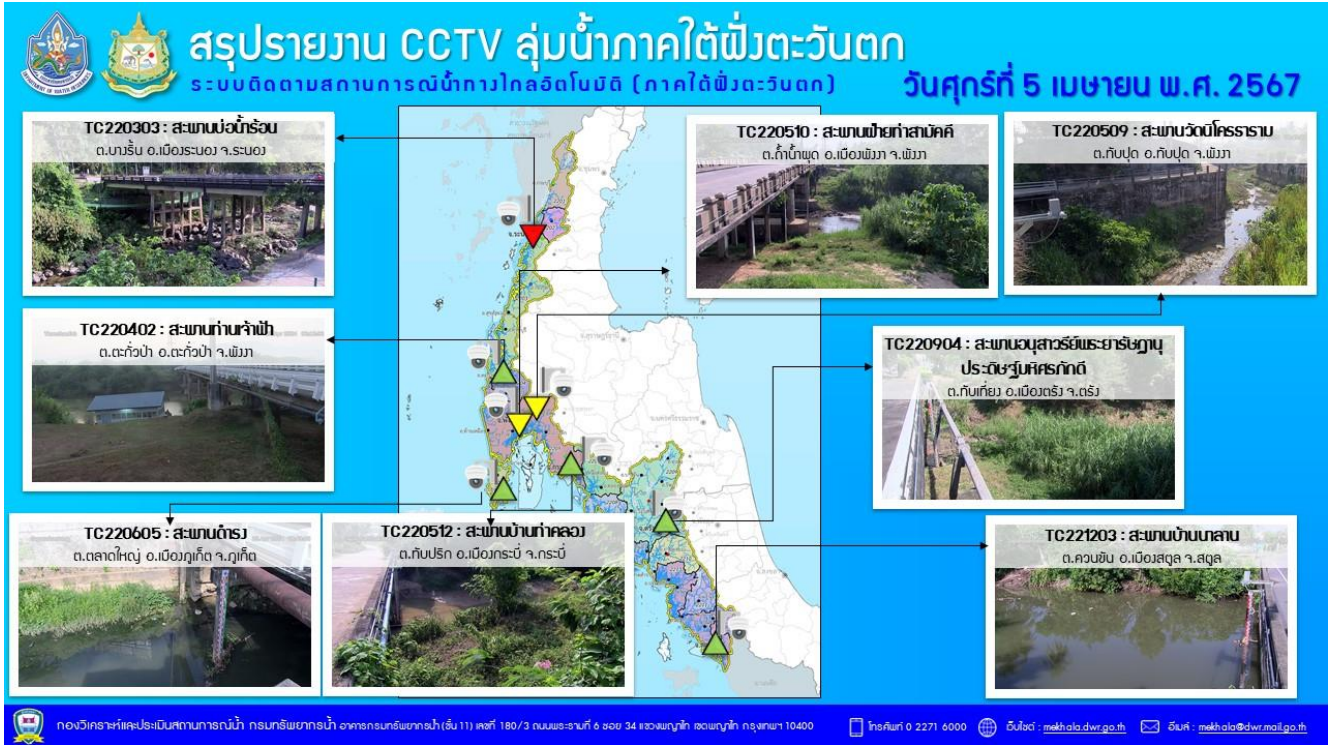 สรุปรายงาน CCTV ลุ่มน้ำภาคใต้ฝั่งตะวันตก
ระบบติดตามสถานการณ์น้ำทางไกลอัตโนมัติ (ภาคใต้ฝั่งตะวันตก)
วันศุกร์ที่ 5 เมษายน พ.ศ. 2567
TC220303 : สะพานบ่อน้ำร้อน
ต.บางริ้น อ.เมืองระนอง จ.ระนอง
TC220510 : สะพานฝ่ายท่าสามัคคี
ต.ถ้ำน้ำผุด อ.เมืองพังงา จ.พังงา
TC220509 : สะพานวัดนิโครธาราม
ต.ทับปุด อ.ทับปุด จ.พังงา
TC220402 : สะพานท่านเจ้าฟ้า
ต.ตะกั่วป่า อ.ตะกั่วป่า จ.พังงา
TC220904 : สะพานอนุสาวรีย์พระยารัษฎานุ
ประดิษฐ์มหิศรภักดี
ต.ทับเที่ยง อ.เมืองตรัง จ.ตรัง
TC220605 : สะพานดำรง
ต.ตลาดใหญ่ อ.เมืองภูเก็ต จ.ภูเก็ต
TC220512 : สะพานบ้านท่าคลอง
ต.ทับปริก อ.เมืองกระบี่ จ.กระบี่
TC221203 : สะพานบ้านนาลาน
ต.ควนขัน อ.เมืองสตูล จ.สตูล
กองวิเคราะห์และประเมินสถานการณ์น้ำ กรมทรัพยากรน้ำ อาคารกรมทรัพยากรน้ำ (ชั้น 11) เลขที่ 180/3 ถนนพระรามที่ 6 ซอย 34 แขวงพญาไท เขตพญาไท กรุงเทพฯ 10400
โทรศัพท์ 0 2271 6000
เว็บไซต์ : mekhala.dwr.go.th
อีเมล์ : mekhala@dwr.mail.go.th